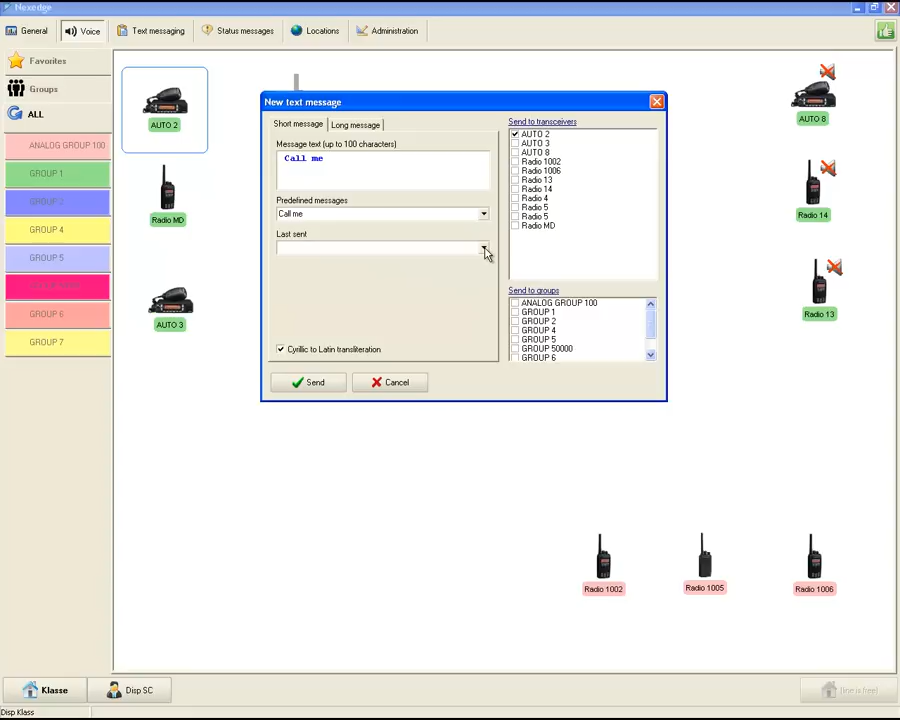 Nexedge
General
Voice
Text messaging
Status messages
Locations
Administration
Favorites
Groups
ALL
ANALOG GROUP 100
GROUP 1
GROUP 4
GROUP 5
GROUP 6
GROUP 7
AUTO 2
Radio MD
AUTO 3
AUTO 8
Radio 14
Radio 13
Radio 1002
Radio 1005
Radio 1006
New text message
Short message
Long message
Message text (up to 100 characters)
Call me
Predefined messages
Call me
Last sent
Cyrillic to Latin transliteration
Send
Cancel
Send to transceivers
AUTO 2
AUTO 3
AUTO 8
Radio 1002
Radio 1006
Radio 13
Radio 14
Radio 4
Radio 5
Radio 5
Radio MD
Send to groups
ANALOG GROUP 100
GROUP 1
GROUP 2
GROUP 4
GROUP 5
GROUP 50000
GROUP 6
Klasse
Disp SC
line is free!
Disp Klass